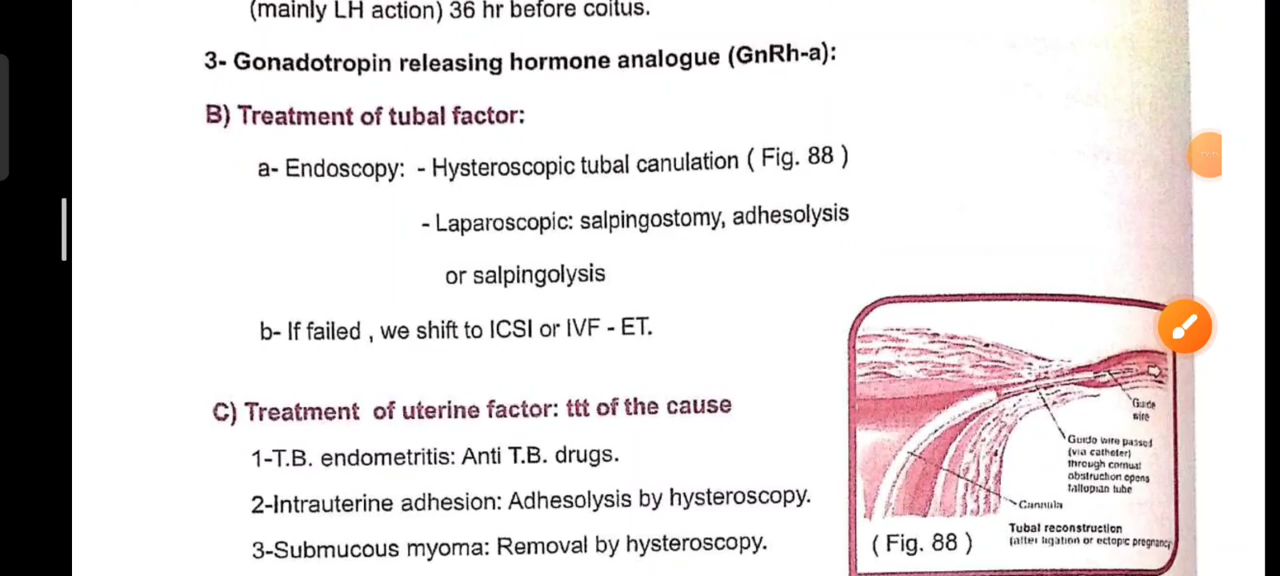 (mainly LH action) 36 hr before coitus.
3- Gonadotropin releasing hormone analogue (GnRh-a):
B) Treatment of tubal factor:
a- Endoscopy: - Hysteroscopic tubal canulation ( Fig. 88 )
- Laparoscopic: salpingostomy, adhesolysis
or salpingolysis
b- If failed , we shift to ICSI or IVF - ET.
C) Treatment of uterine factor: ttt of the cause
1-T.B. endometritis: Anti T.B. drugs.
2-Intrauterine adhesion: Adhesolysis by hysteroscopy.
3-Submucous myoma: Removal by hysteroscopy.
Guide
wire
Guide wire passed
(via catheter)
through cornual
obstruction opens
fallopian tube
Cannula
Tubal reconstruction
(after ligation or ectopic pregnancy
( Fig. 88 )